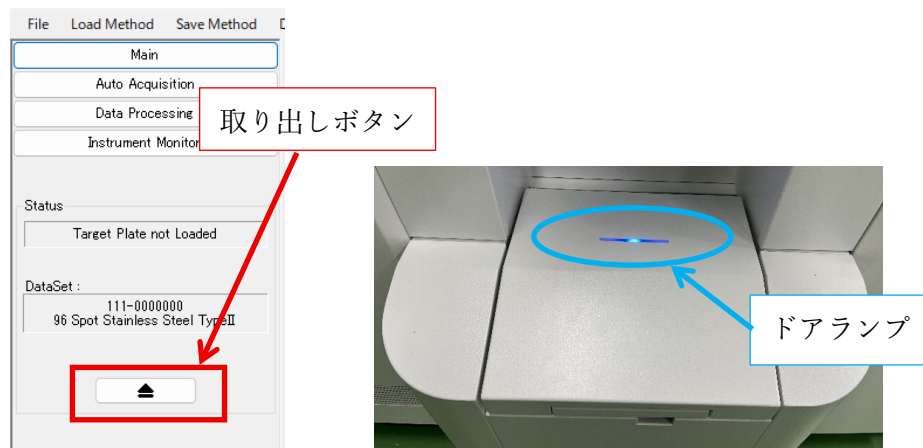 File Load Method Save Method
Main
Auto Acquisition
Data Processing
取り出しボタン
Instrument Monitor
Status
Target Plate not Loaded
DataSet :
111-0000000
96 Spot Stainless Steel TypeⅡ
ドアランプ